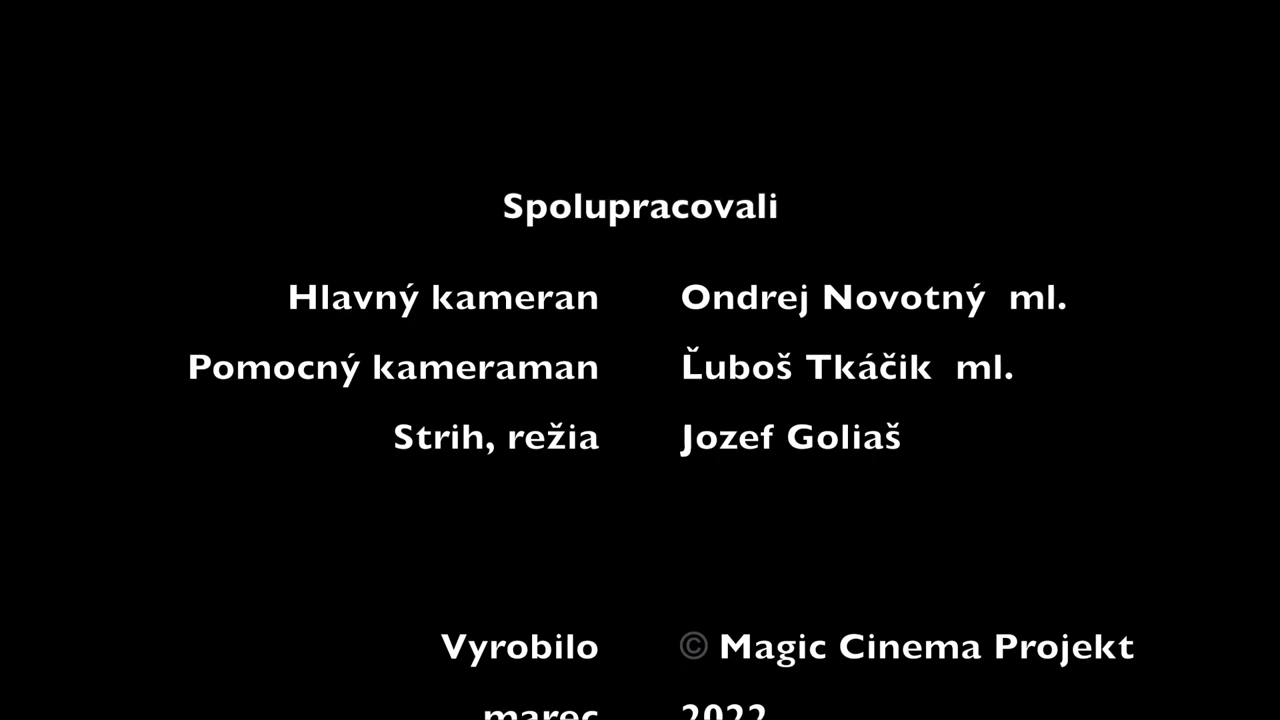 Spolupracovali
Hlavný kameran Ondrej Novotný ml.
Pomocný kameraman Ľuboš Tkáčik ml.
Strih, režia Jozef Goliaš
Vyrobilo © Magic Cinema Projekt
marec 2022